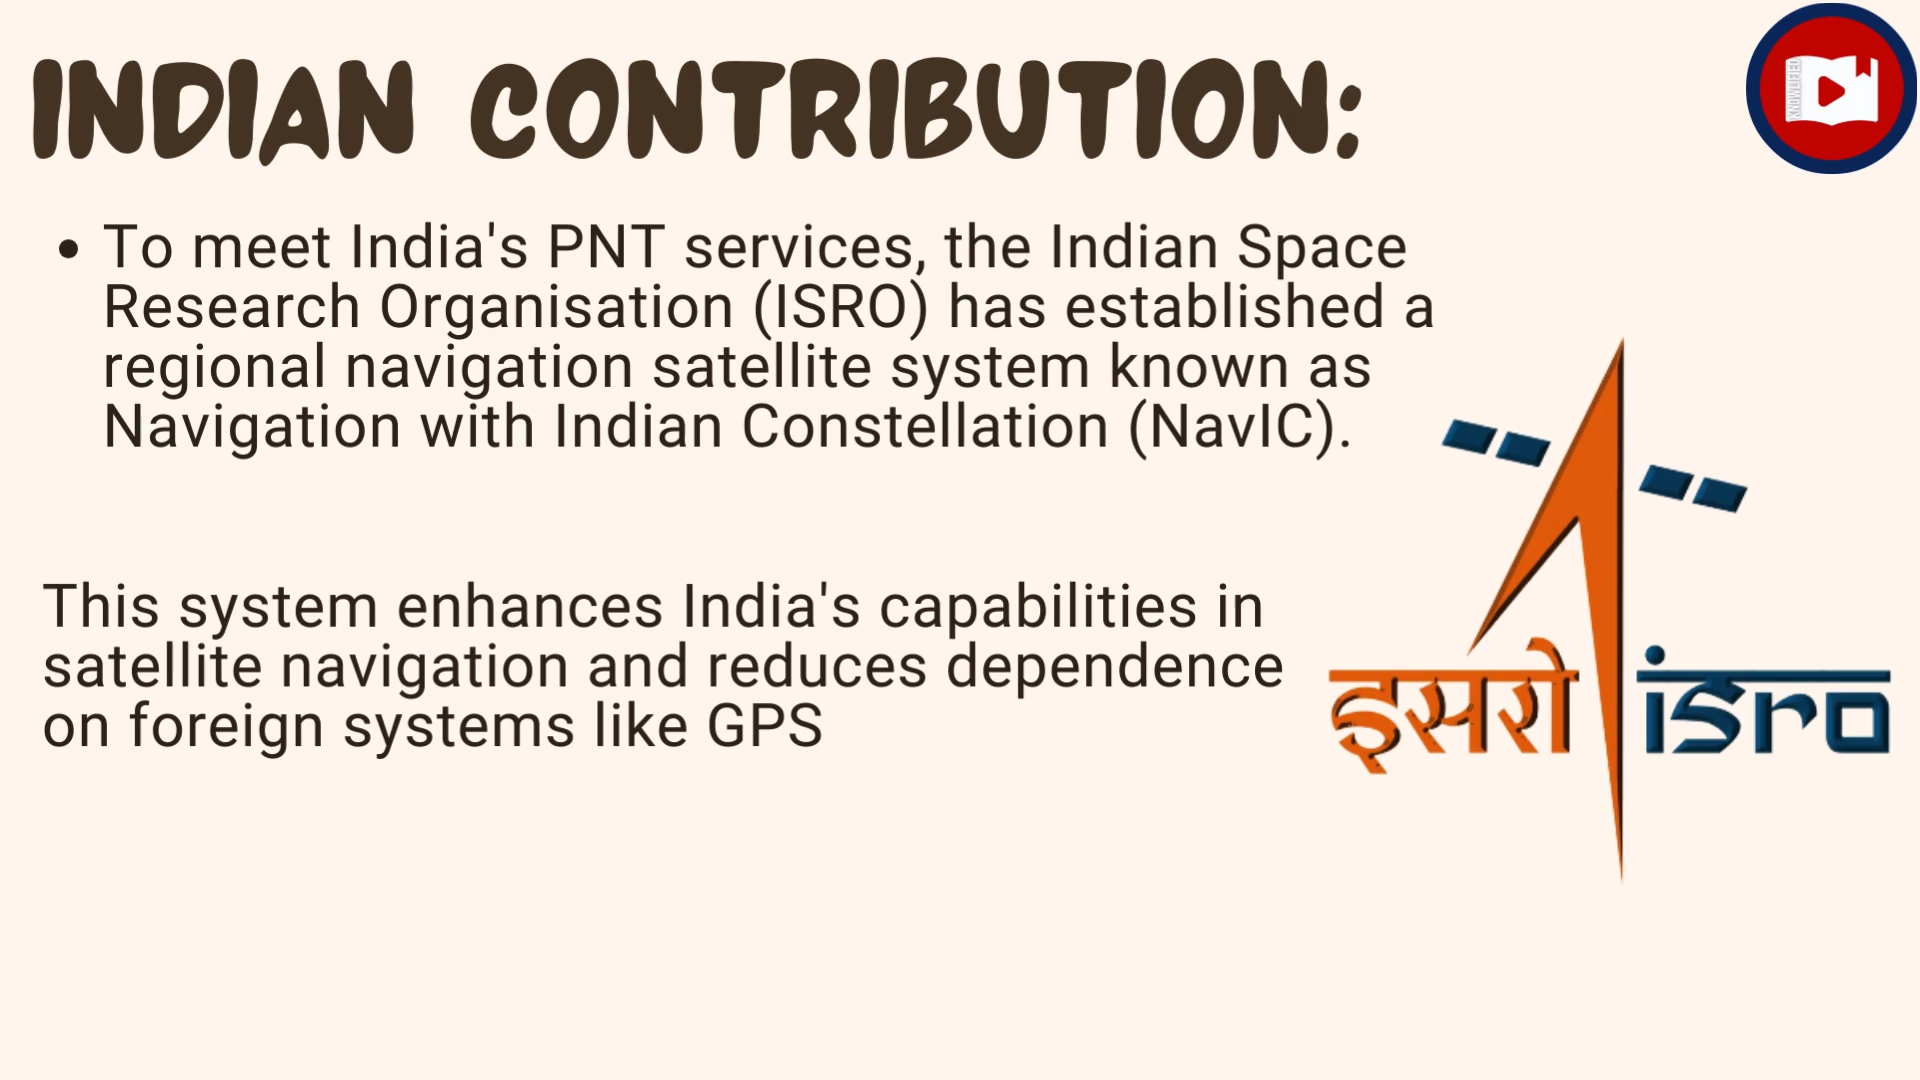 INDIAN CONTRIBUTION:
KNOWLIFIED
• To meet India's PNT services, the Indian Space
Research Organisation (ISRO) has established a
regional navigation satellite system known as
Navigation with Indian Constellation (NavIC).
This system enhances India's capabilities in
satellite navigation and reduces dependence
on foreign systems like GPS
इसरो isro